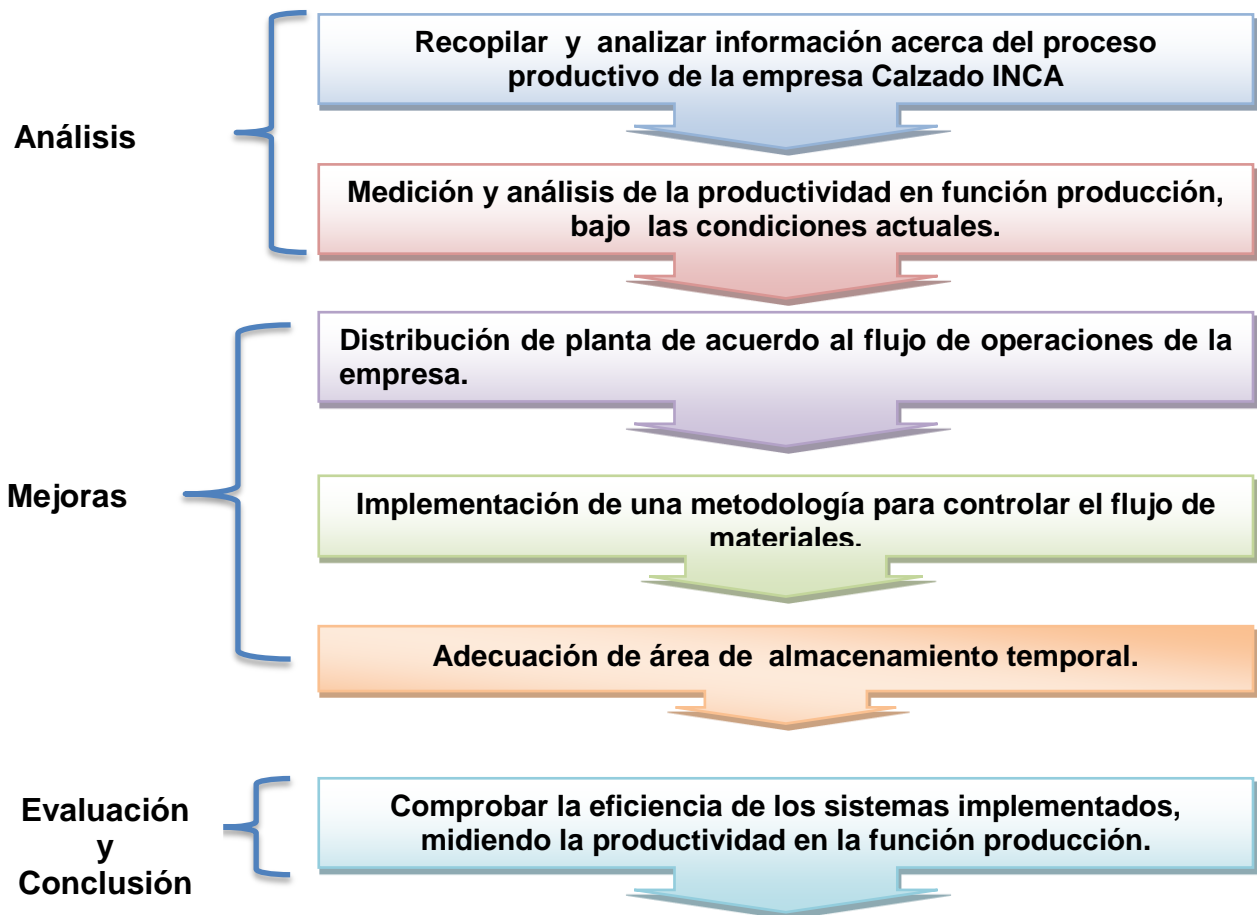 Análisis
Recopilar y analizar información acerca del proceso
productivo de la empresa Calzado INCA
Medición y análisis de la productividad en función producción,
bajo las condiciones actuales.
Mejoras
Distribución de planta de acuerdo al flujo de operaciones de la
empresa.
Implementación de una metodología para controlar el flujo de
materiales.
Adecuación de área de almacenamiento temporal.
Evaluación
y
Conclusión
Comprobar la eficiencia de los sistemas implementados,
midiendo la productividad en la función producción.